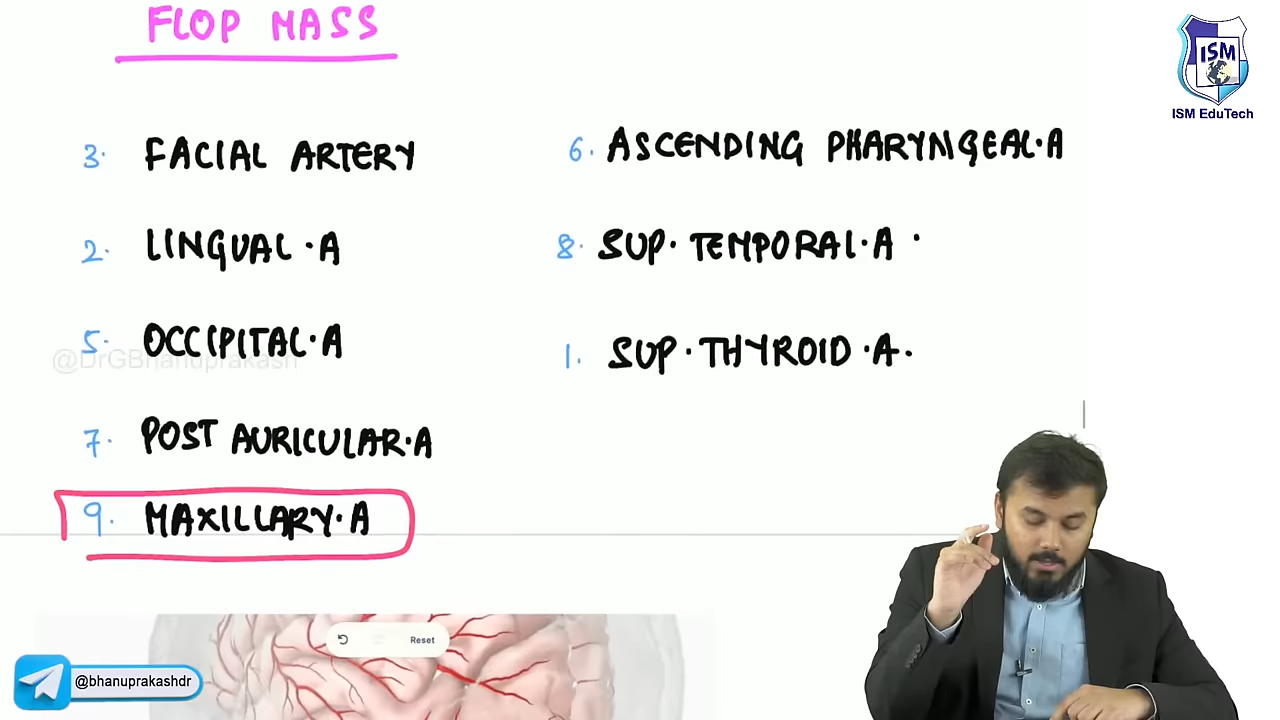 FLOP MASS
ISM
ISM EduTech
3. FACIAL ARTERY
2. LINGUAL.A
5. OCCIPITAL.A
@DrGBhanuprakash
7. POST AURICULAR.A
9. MAXILLARY.A
6. ASCENDING PHARYNGEAL.A
8. SUP. TEMPORAL.A.
1. SUP.THYROID.A.
Reset
@bhanuprakashdr